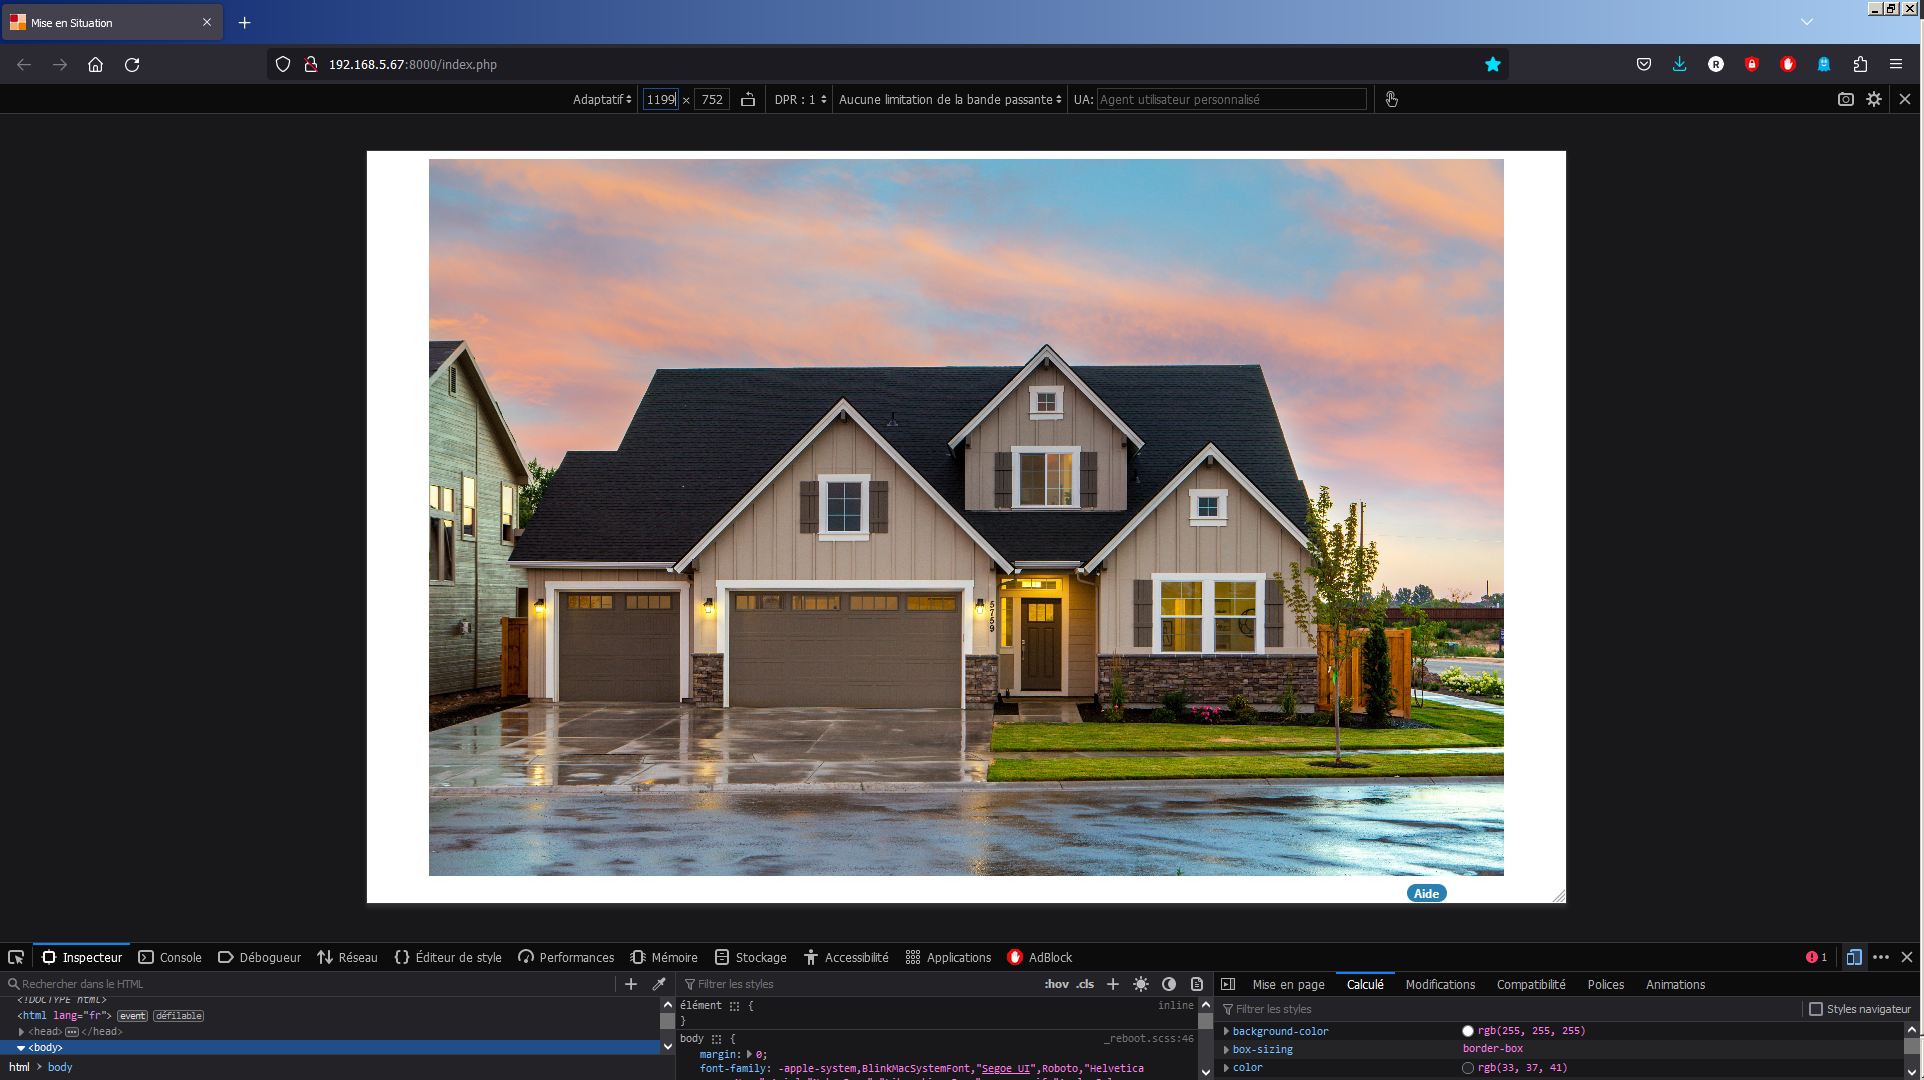 Mise en Situation
192.168.5.67:8000/index.php
Adaptatif 1199 × 752 DPR : 1 Aucune limitation de la bande passante UA: Agent utilisateur personnalisé
5759
Aide
Inspecteur Console Débogueur Réseau Éditeur de style Performances Mémoire Stockage Accessibilité Applications AdBlock 1
Rechercher dans le HTML
<!DOCTYPE html>
<html lang="fr"> event défilable
<head> </head>
<body>
html > body
Filtrer les styles :hov .cls
élément { inline
}
body { _reboot.scss:46
margin: 0;
font-family: -apple-system,BlinkMacSystemFont,"Segoe UI",Roboto,"Helvetica
Mise en page Calculé Modifications Compatibilité Polices Animations
Filtrer les styles Styles navigateur
background-color rgb(255, 255, 255)
box-sizing border-box
color rgb(33, 37, 41)